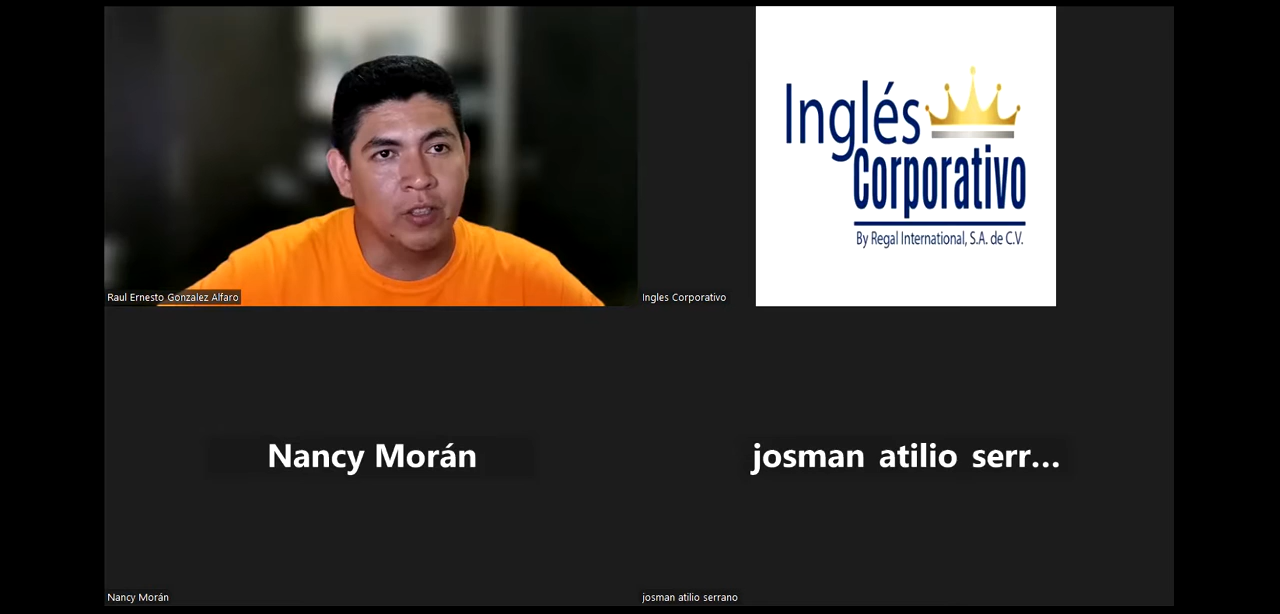 Inglés
Corporativo
By Regal International, S.A. de C.V.
Raul Ernesto Gonzalez Alfaro
Ingles Corporativo
Nancy Morán
josman atilio serr...
Nancy Morán
josman atilio serrano